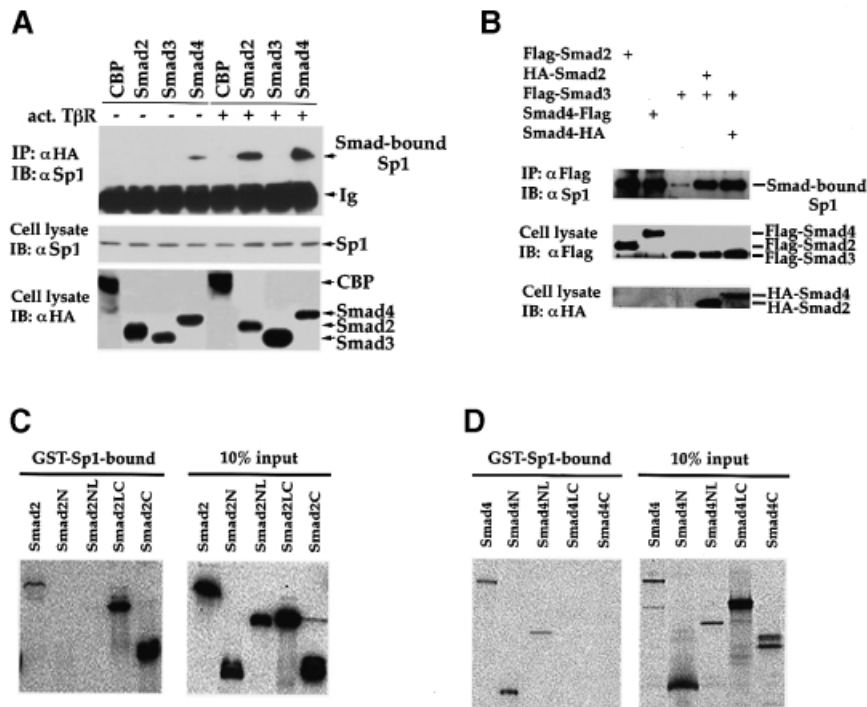 A
CBP
Smad2
Smad3
Smad4
CBP
Smad2
Smad3
Smad4
act. TβR - - - - + + + +
IP: αHA
IB: αSp1
Smad-bound
Sp1
Ig
Cell lysate
IB: αSp1
Sp1
Cell lysate
IB: αHA
CBP
Smad4
Smad2
Smad3
B
Flag-Smad2 +
HA-Smad2 +
Flag-Smad3 + + +
Smad4-Flag +
Smad4-HA +
IP: αFlag
IB: αSp1
Smad-bound
Sp1
Cell lysate
IB: αFlag
Flag-Smad4
Flag-Smad2
Flag-Smad3
Cell lysate
IB: αHA
HA-Smad4
HA-Smad2
C
GST-Sp1-bound
10% input
Smad2
Smad2N
Smad2NL
Smad2LC
Smad2C
Smad2
Smad2N
Smad2NL
Smad2LC
Smad2C
D
GST-Sp1-bound
10% input
Smad4
Smad4N
Smad4NL
Smad4LC
Smad4C
Smad4
Smad4N
Smad4NL
Smad4LC
Smad4C